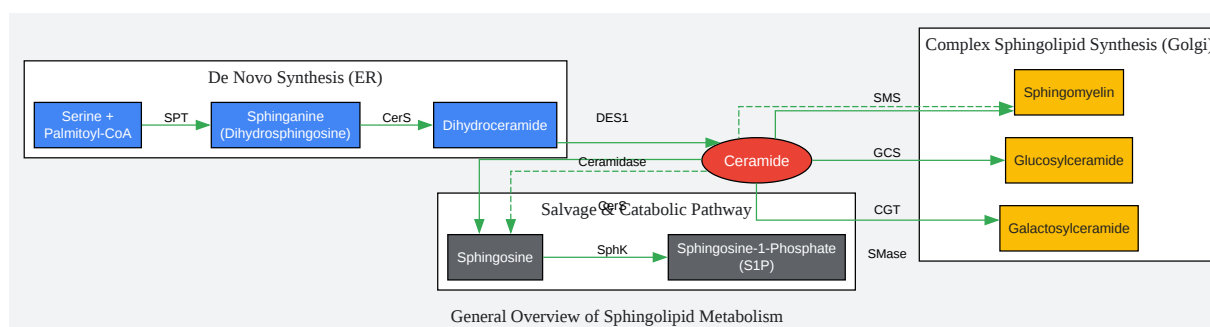 Complex Sphingolipid Synthesis (Golgi)
De Novo Synthesis (ER)
Serine +
Palmitoyl-CoA
SPT
Sphinganine
(Dihydrosphingosine)
CerS
Dihydroceramide
DES1
SMS
Sphingomyelin
Ceramidase
Ceramide
GCS
Glucosylceramide
CerS
Salvage & Catabolic Pathway
CGT
Galactosylceramide
Sphingosine
SphK
Sphingosine-1-Phosphate
(S1P)
SMase
General Overview of Sphingolipid Metabolism